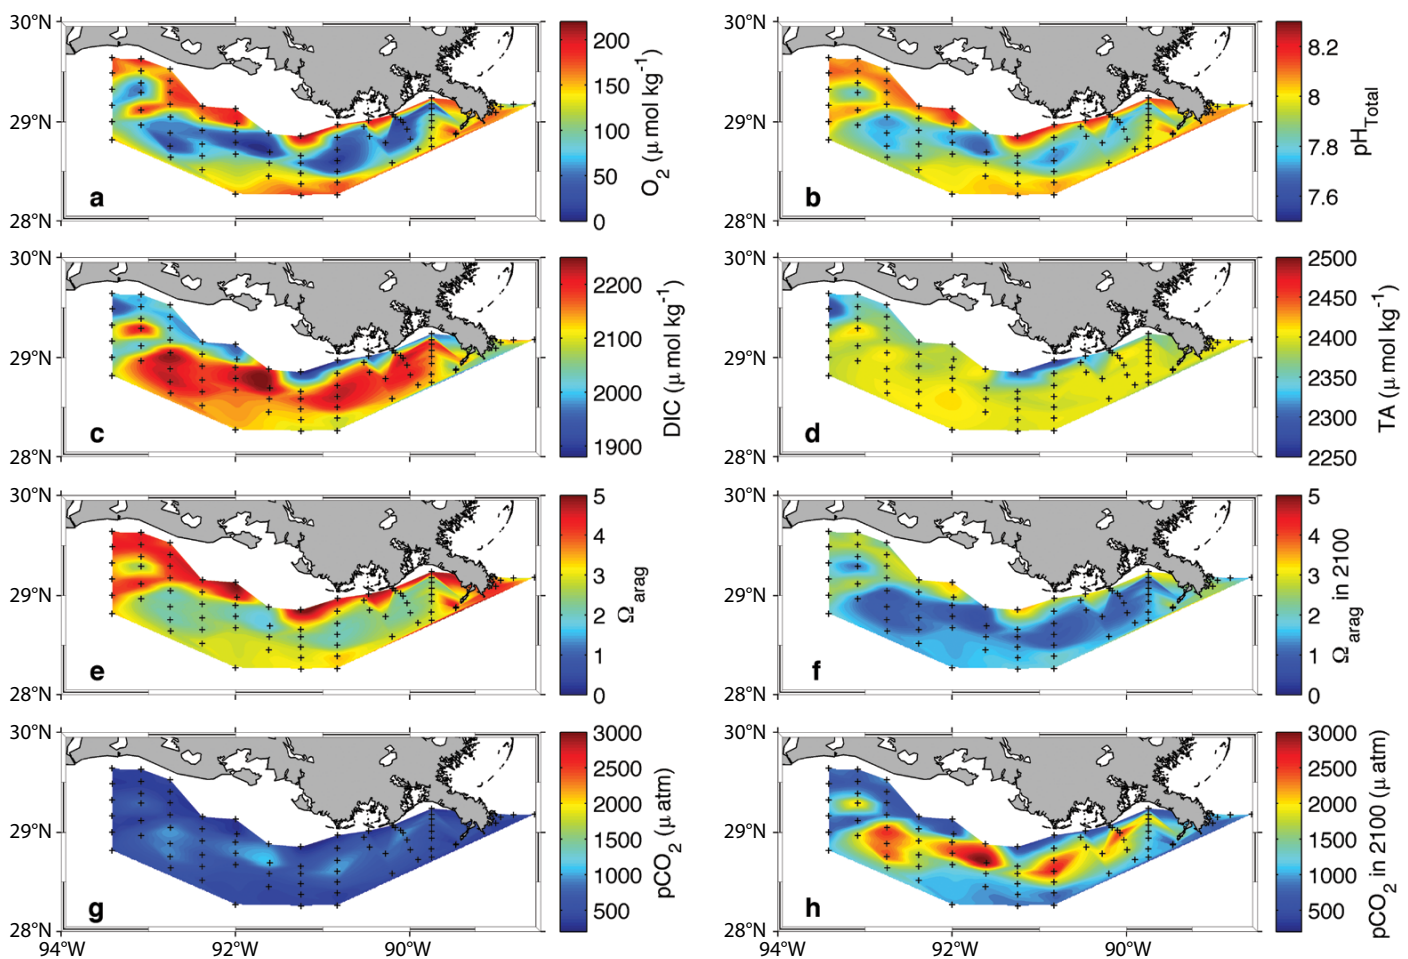 30°N
29°N
28°N
200
150
100
50
0
O2 (μ mol kg-1)
a
30°N
29°N
28°N
8.2
8
7.8
7.6
pHTotal
b
30°N
29°N
28°N
2200
2100
2000
1900
DIC (μ mol kg-1)
c
30°N
29°N
28°N
2500
2450
2400
2350
2300
2250
TA (μ mol kg-1)
d
30°N
29°N
28°N
5
4
3
2
1
0
Ω arag
e
30°N
29°N
28°N
5
4
3
2
1
0
Ωarag in 2100
f
30°N
29°N
28°N
3000
2500
2000
1500
1000
500
pCO2 (μ atm)
g
94°W
92°W
90°W
30°N
29°N
28°N
3000
2500
2000
1500
1000
500
pCO2 in 2100 (μ atm)
h
94°W
92°W
90°W